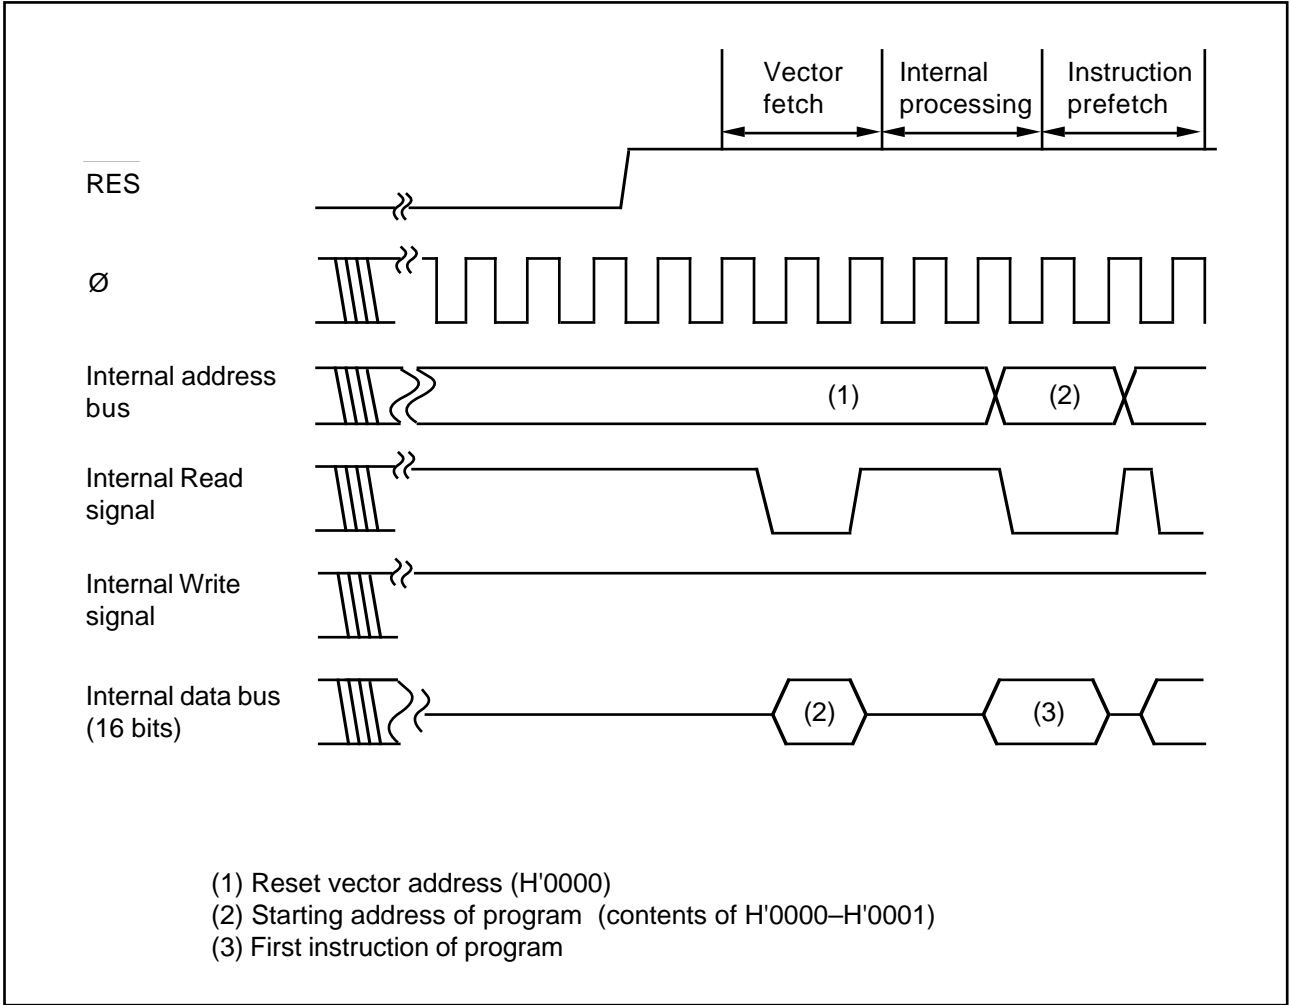 Vector
fetch
Internal
processing
Instruction
prefetch
RES
Ø
Internal address
bus
(1)
(2)
Internal Read
signal
Internal Write
signal
Internal data bus
(16 bits)
(2)
(3)
(1) Reset vector address (H'0000)
(2) Starting address of program (contents of H'0000–H'0001)
(3) First instruction of program